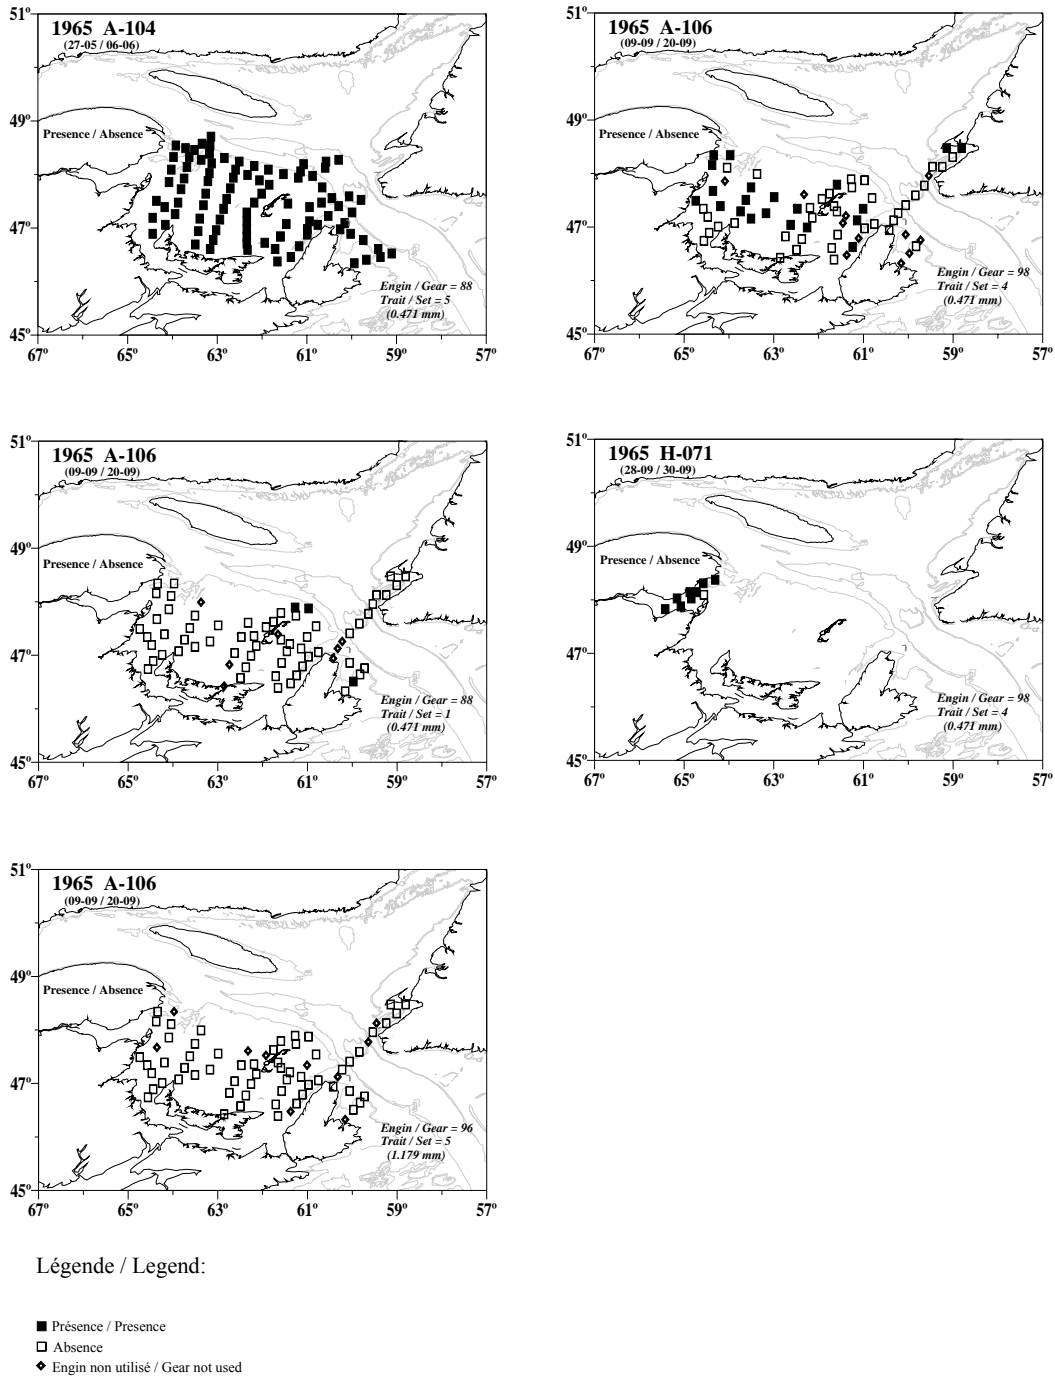 1965 A-104
(27-05 / 06-06)
Presence / Absence
Engin / Gear = 88
Trait / Set = 5
(0.471 mm)
51º
49º
47º
45º
67º 65º 63º 61º 59º 57º
1965 A-106
(09-09 / 20-09)
Presence / Absence
Engin / Gear = 98
Trait / Set = 4
(0.471 mm)
51º
49º
47º
45º
67º 65º 63º 61º 59º 57º
1965 A-106
(09-09 / 20-09)
Presence / Absence
Engin / Gear = 88
Trait / Set = 1
(0.471 mm)
51º
49º
47º
45º
67º 65º 63º 61º 59º 57º
1965 H-071
(28-09 / 30-09)
Presence / Absence
Engin / Gear = 98
Trait / Set = 4
(0.471 mm)
51º
49º
47º
45º
67º 65º 63º 61º 59º 57º
1965 A-106
(09-09 / 20-09)
Presence / Absence
Engin / Gear = 96
Trait / Set = 5
(1.179 mm)
51º
49º
47º
45º
67º 65º 63º 61º 59º 57º
Légende / Legend:
Présence / Presence
Absence
Engin non utilisé / Gear not used